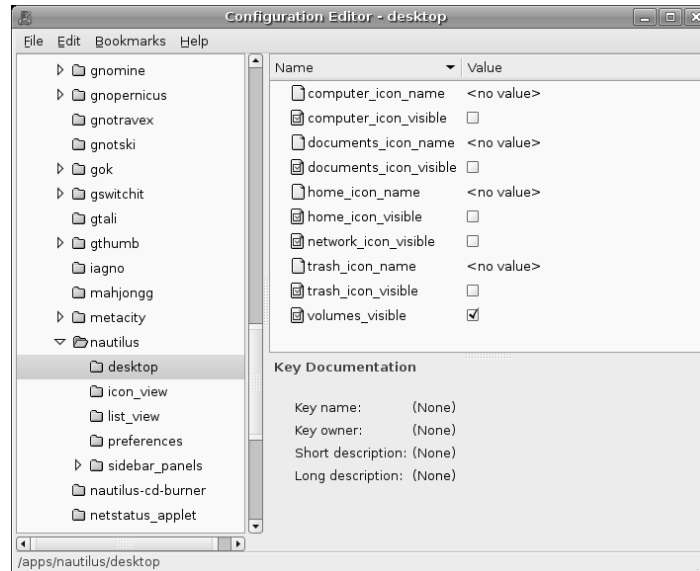 Configuration Editor - desktop
File Edit Bookmarks Help
gnomine
gnopernicus
gnotravex
gnotski
gok
gswitchit
gtali
gthumb
iagno
mahjongg
metacity
nautilus
desktop
icon_view
list_view
preferences
sidebar_panels
nautilus-cd-burner
netstatus_applet
Name Value
computer_icon_name <no value>
computer_icon_visible
documents_icon_name <no value>
documents_icon_visible
home_icon_name <no value>
home_icon_visible
network_icon_visible
trash_icon_name <no value>
trash_icon_visible
volumes_visible
Key Documentation
Key name: (None)
Key owner: (None)
Short description: (None)
Long description: (None)
/apps/nautilus/desktop